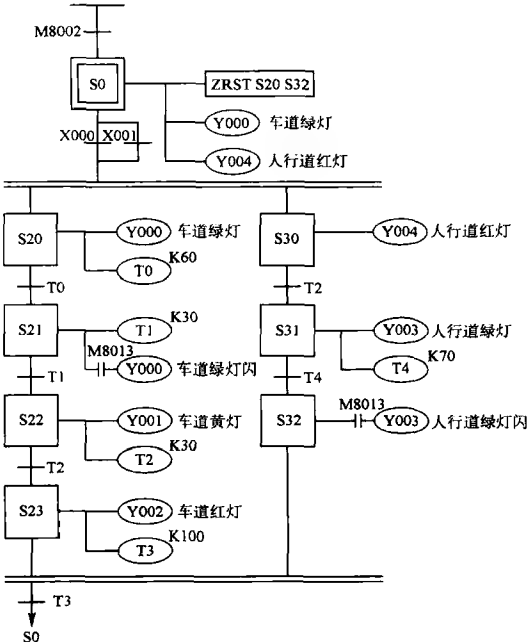 M8002
S0
ZRST S20 S32
X000 X001
Y000 车道绿灯
Y004 人行道红灯
S20
Y000 车道绿灯
T0 K60
S30
Y004 人行道红灯
T0
T2
S21
T1 K30
M8013
Y000 车道绿灯闪
S31
Y003 人行道绿灯
T4 K70
T1
T4
S22
Y001 车道黄灯
T2 K30
S32
M8013
Y003 人行道绿灯闪
T2
S23
Y002 车道红灯
T3 K100
T3
S0